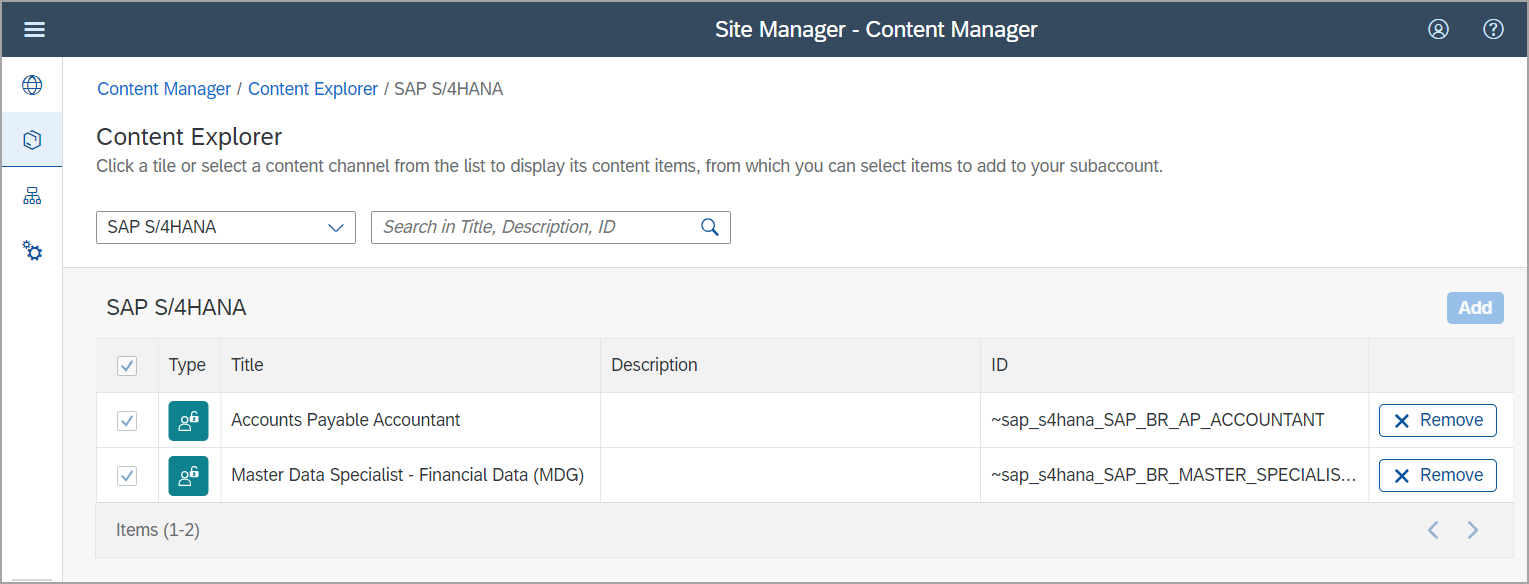 Site Manager - Content Manager
Content Manager / Content Explorer / SAP S/4HANA
Content Explorer
Click a tile or select a content channel from the list to display its content items, from which you can select items to add to your subaccount.
SAP S/4HANA Search in Title, Description, ID
SAP S/4HANA Add
Type Title Description ID
Accounts Payable Accountant ~sap_s4hana_SAP_BR_AP_ACCOUNTANT Remove
Master Data Specialist - Financial Data (MDG) ~sap_s4hana_SAP_BR_MASTER_SPECIALIS... Remove
Items (1-2)